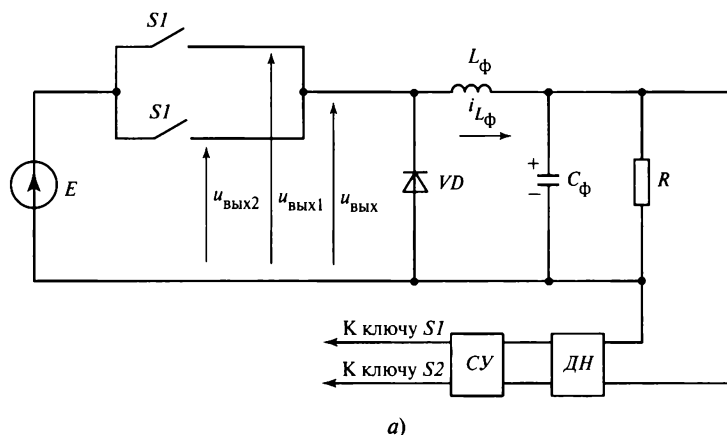 S1
S1
E
u вых2
u вых1
u вых
VD
L ф
i L ф
+
−
C ф
R
К ключу S1
К ключу S2
СУ
ДН
а)